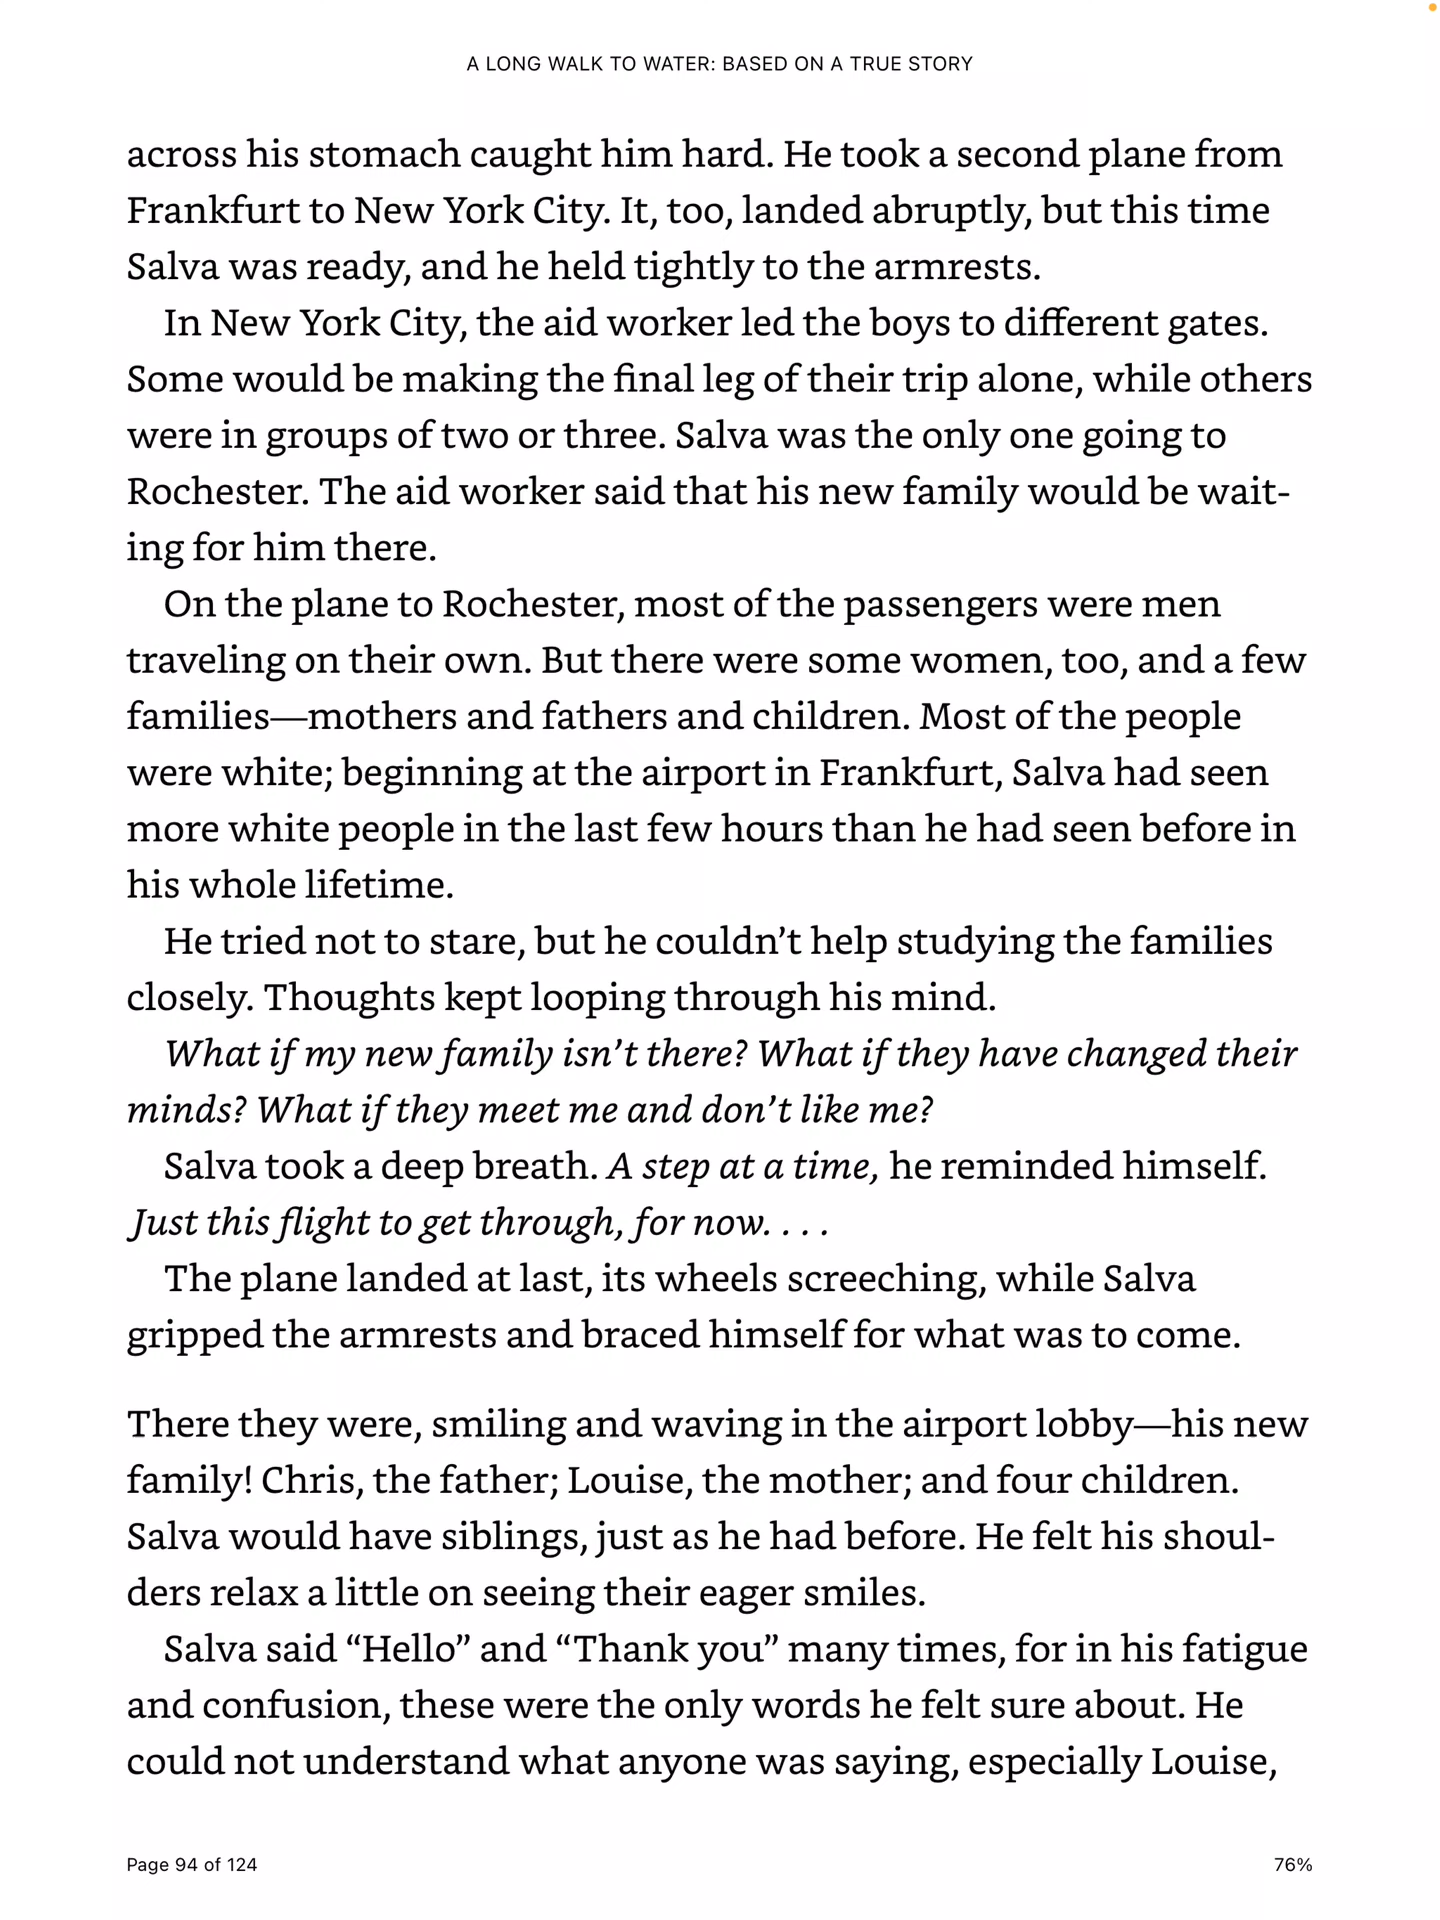 A LONG WALK TO WATER: BASED ON A TRUE STORY
across his stomach caught him hard. He took a second plane from
Frankfurt to New York City. It, too, landed abruptly, but this time
Salva was ready, and he held tightly to the armrests.
In New York City, the aid worker led the boys to different gates.
Some would be making the final leg of their trip alone, while others
were in groups of two or three. Salva was the only one going to
Rochester. The aid worker said that his new family would be wait-
ing for him there.
On the plane to Rochester, most of the passengers were men
traveling on their own. But there were some women, too, and a few
families—mothers and fathers and children. Most of the people
were white; beginning at the airport in Frankfurt, Salva had seen
more white people in the last few hours than he had seen before in
his whole lifetime.
He tried not to stare, but he couldn’t help studying the families
closely. Thoughts kept looping through his mind.
What if my new family isn’t there? What if they have changed their
minds? What if they meet me and don’t like me?
Salva took a deep breath. A step at a time, he reminded himself.
Just this flight to get through, for now. . . .
The plane landed at last, its wheels screeching, while Salva
gripped the armrests and braced himself for what was to come.
There they were, smiling and waving in the airport lobby—his new
family! Chris, the father; Louise, the mother; and four children.
Salva would have siblings, just as he had before. He felt his shoul-
ders relax a little on seeing their eager smiles.
Salva said “Hello” and “Thank you” many times, for in his fatigue
and confusion, these were the only words he felt sure about. He
could not understand what anyone was saying, especially Louise,
Page 94 of 124
76%